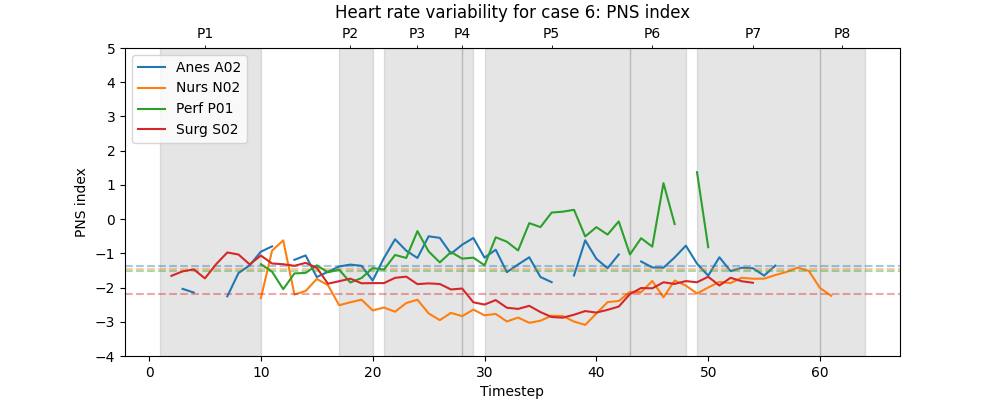 Heart rate variability for case 6: PNS index
P1 P2 P3 P4 P5 P6 P7 P8
Anes A02
Nurs N02
Perf P01
Surg S02
PNS index
5
4
3
2
1
0
−1
−2
−3
−4
0 10 20 30 40 50 60
Timestep